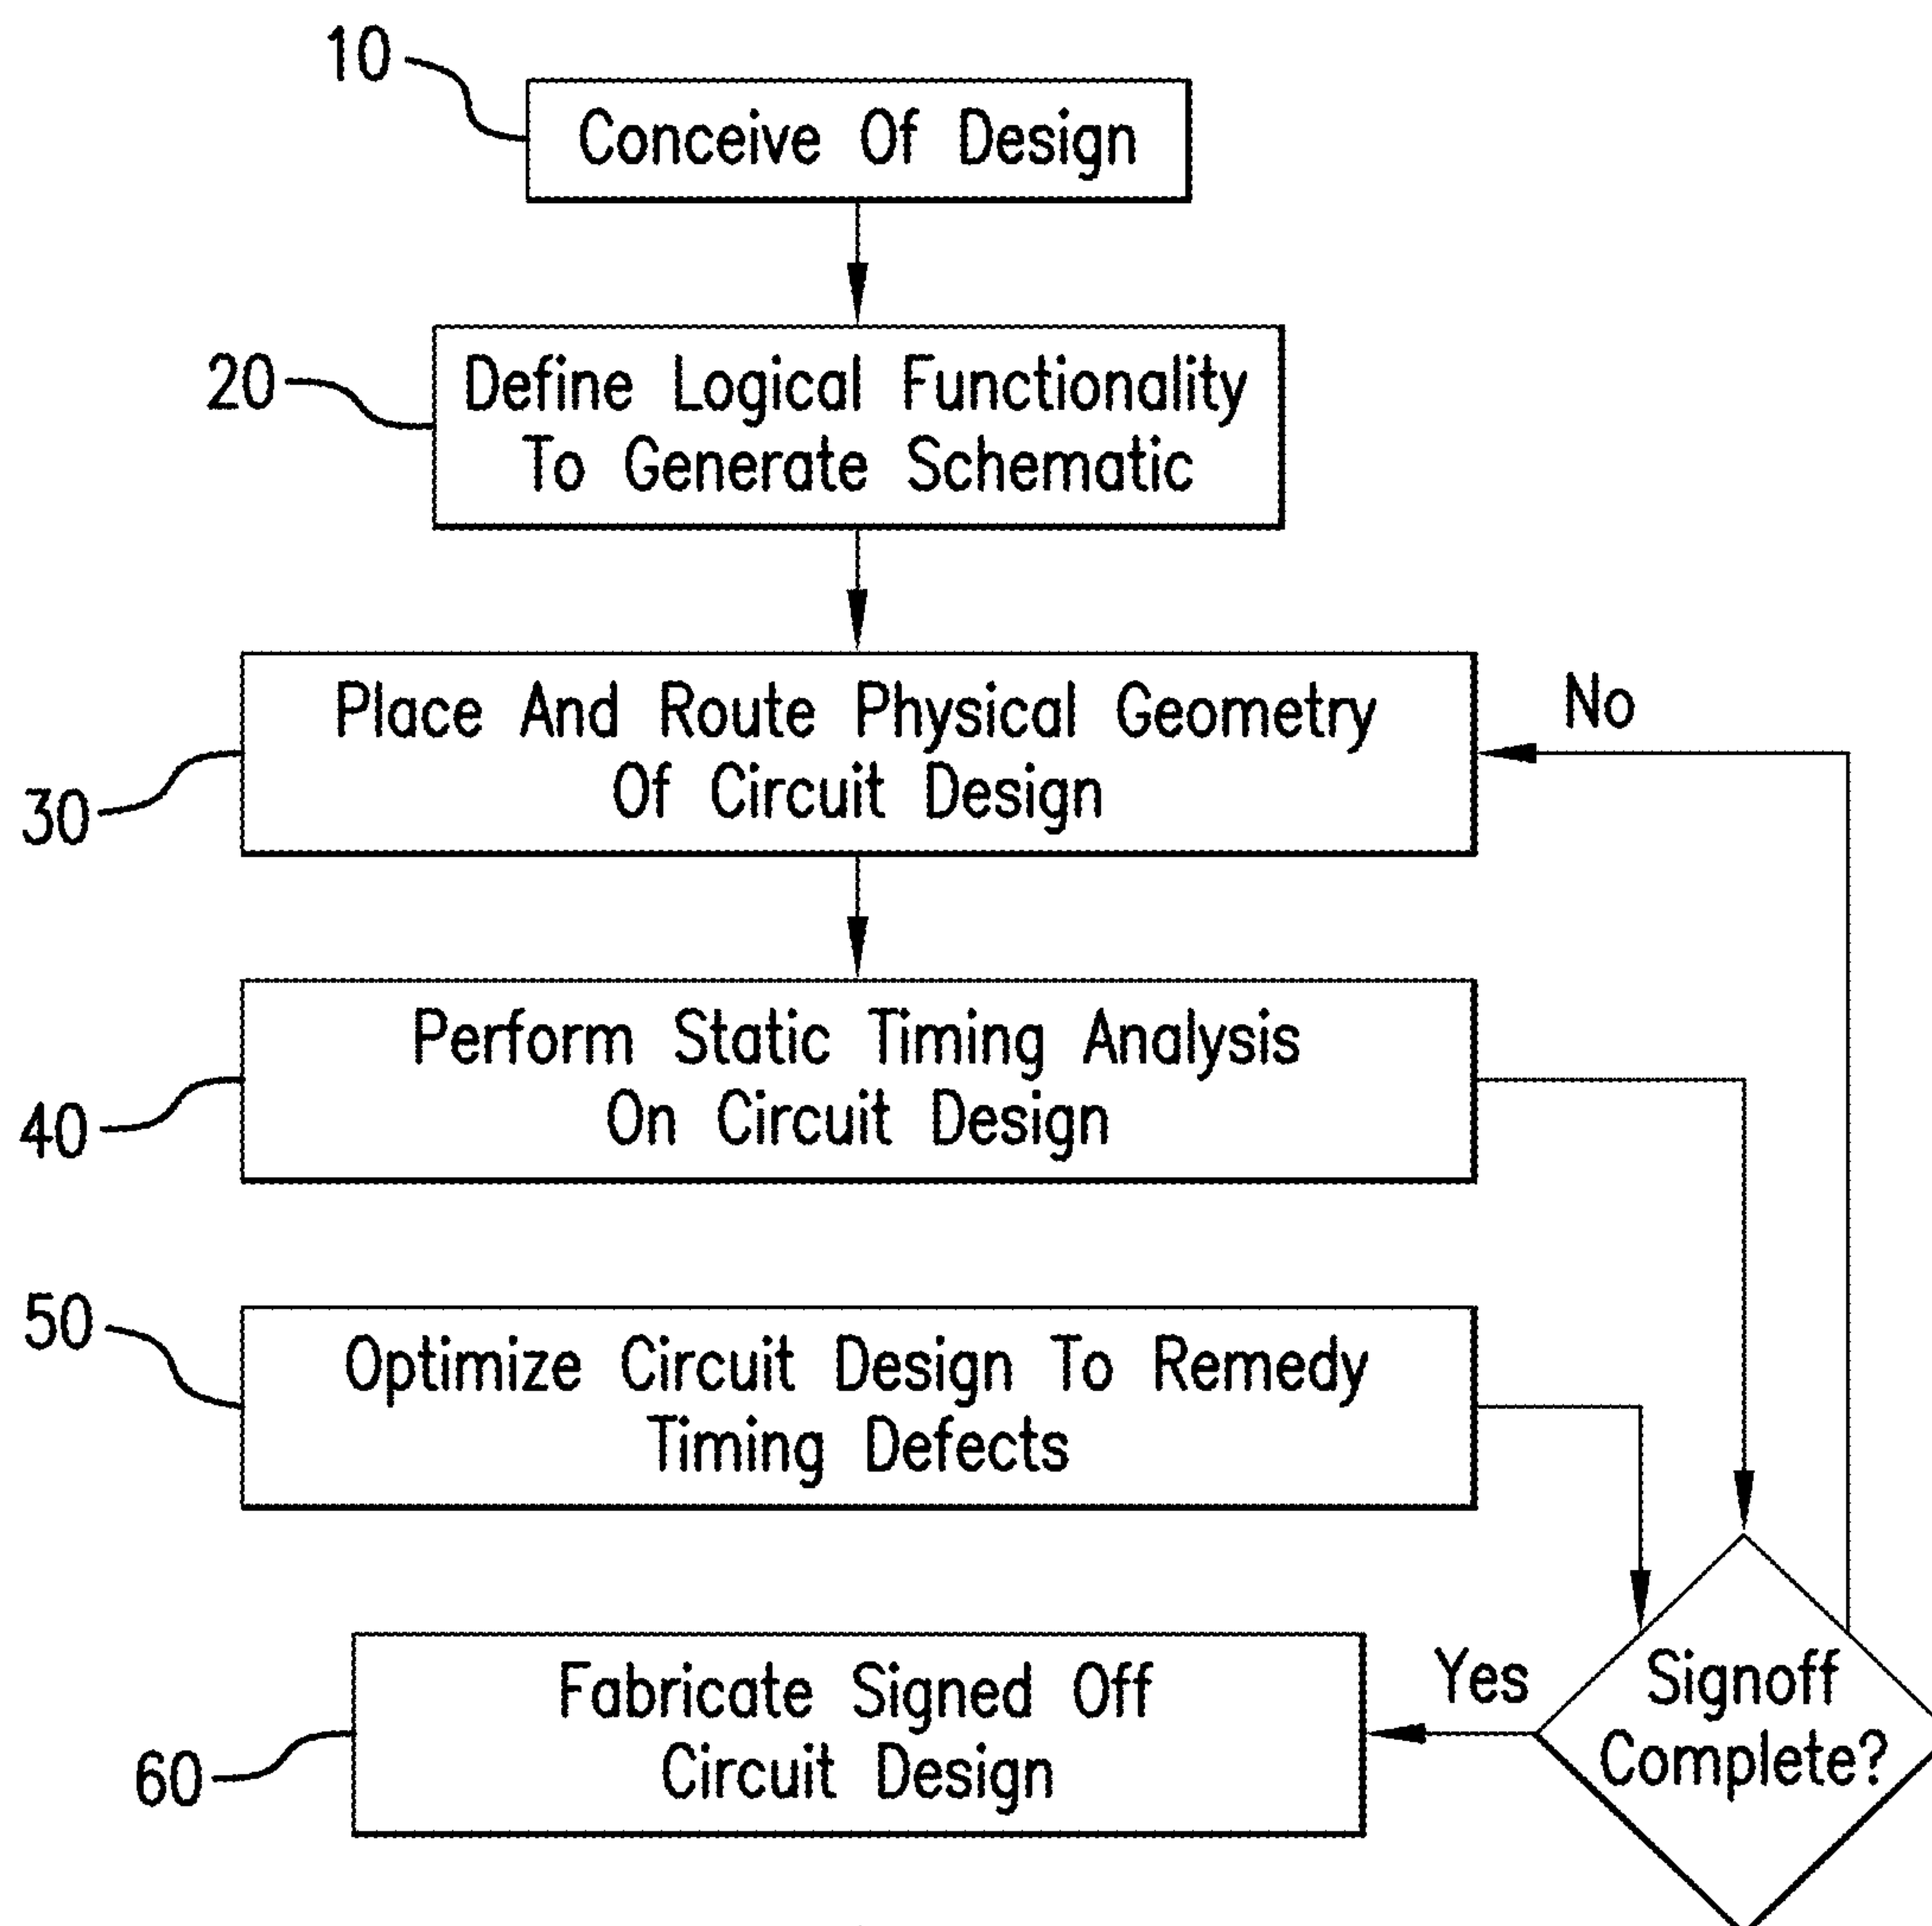 10
Conceive Of Design
20
Define Logical Functionality
To Generate Schematic
30
Place And Route Physical Geometry
Of Circuit Design
No
40
Perform Static Timing Analysis
On Circuit Design
50
Optimize Circuit Design To Remedy
Timing Defects
60
Fabricate Signed Off
Circuit Design
Yes
Signoff
Complete?